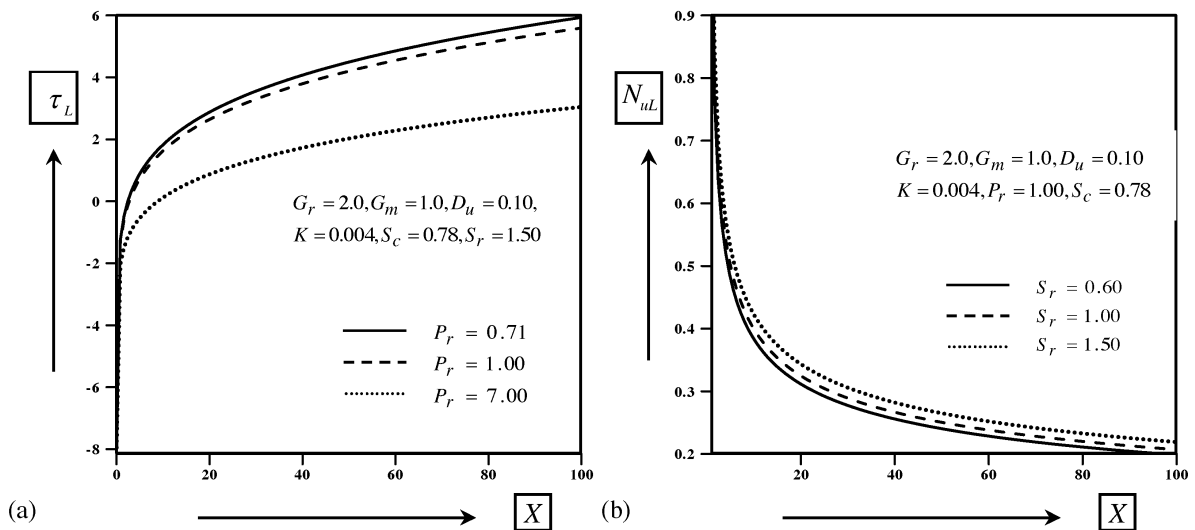 6
4
2
0
-2
-4
-6
-8
τL
Gr = 2.0, Gm = 1.0, Du = 0.10,
K = 0.004, Sc = 0.78, Sr = 1.50
Pr = 0.71
Pr = 1.00
Pr = 7.00
0 20 40 60 80 100
(a)
X
0.9
0.8
0.7
0.6
0.5
0.4
0.3
0.2
NuL
Gr = 2.0, Gm = 1.0, Du = 0.10
K = 0.004, Pr = 1.00, Sc = 0.78
Sr = 0.60
Sr = 1.00
Sr = 1.50
20 40 60 80 100
(b)
X